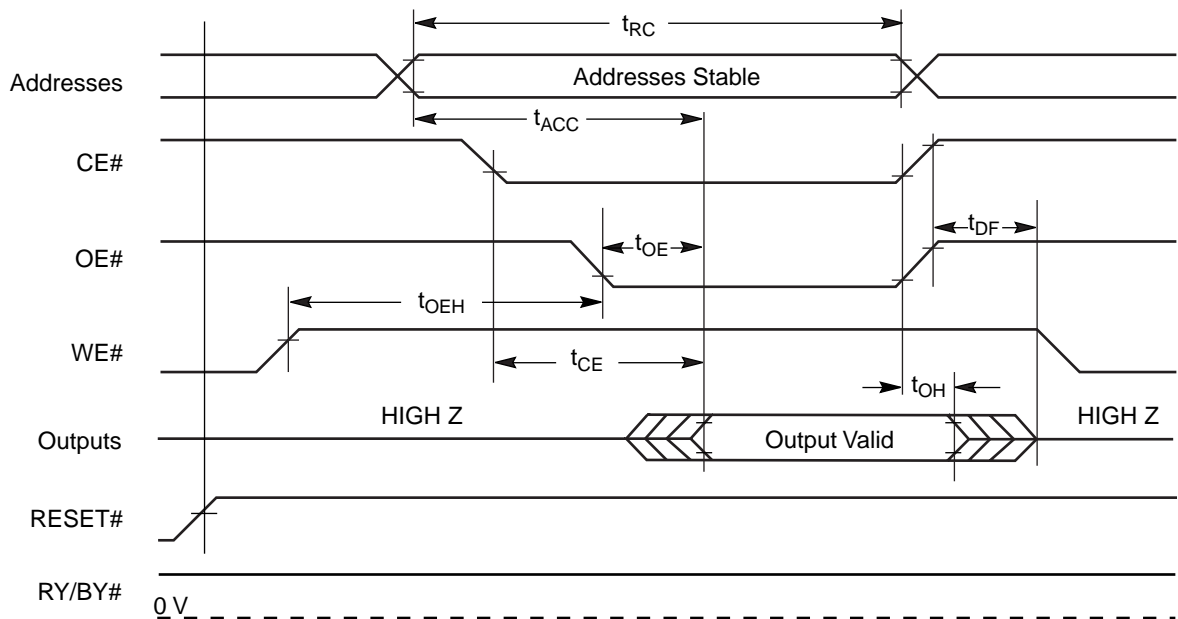 tRC
Addresses
Addresses Stable
tACC
CE#
tDF
OE#
tOE
tOEH
WE#
tCE
tOH
HIGH Z
HIGH Z
Outputs
Output Valid
RESET#
RY/BY#
0 V